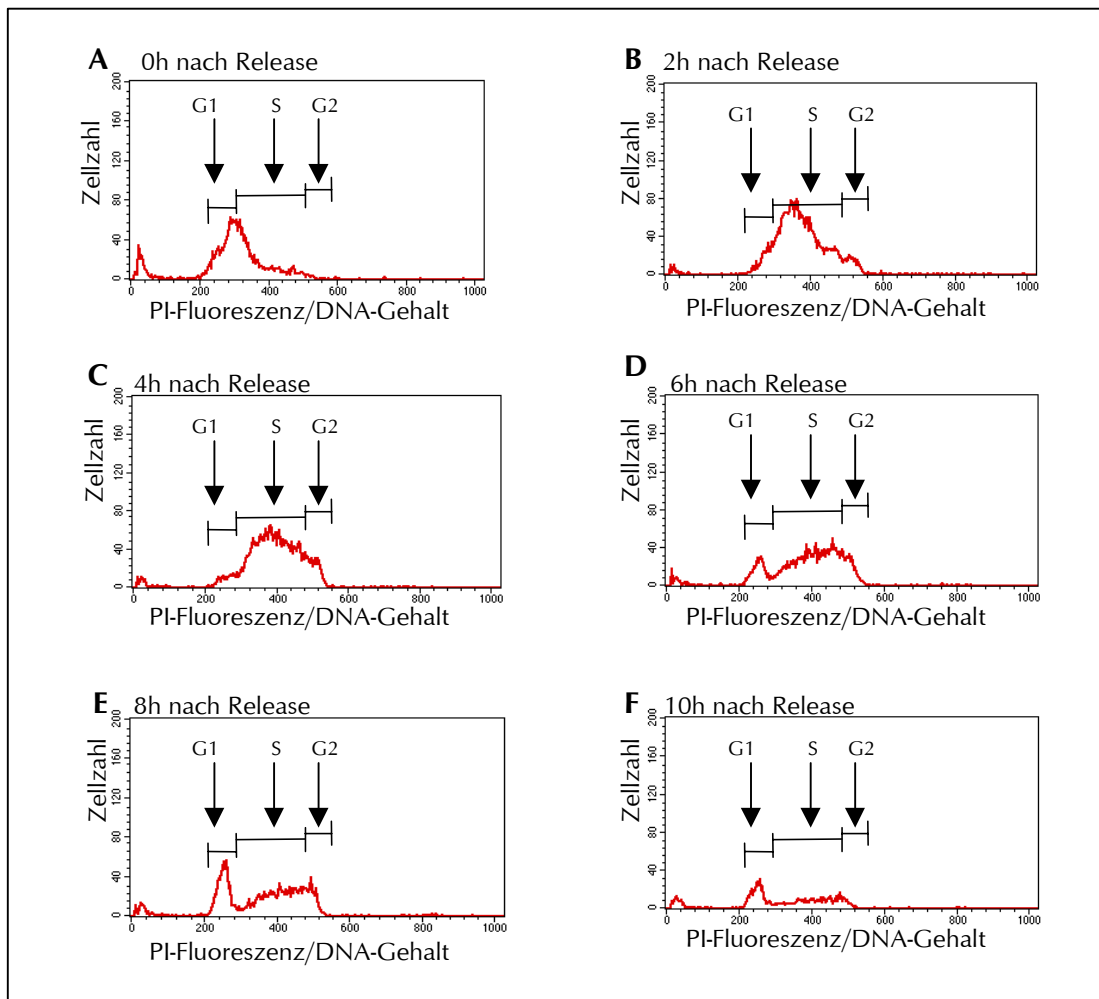 A 0h nach Release
G1 S G2
Zellzahl
200
160
120
80
40
0
0 200 400 600 800 1000
PI-Fluoreszenz/DNA-Gehalt
B 2h nach Release
G1 S G2
Zellzahl
200
160
120
80
40
0
0 200 400 600 800 1000
PI-Fluoreszenz/DNA-Gehalt
C 4h nach Release
G1 S G2
Zellzahl
200
160
120
80
40
0
0 200 400 600 800 1000
PI-Fluoreszenz/DNA-Gehalt
D 6h nach Release
G1 S G2
Zellzahl
200
160
120
80
40
0
0 200 400 600 800 1000
PI-Fluoreszenz/DNA-Gehalt
E 8h nach Release
G1 S G2
Zellzahl
200
160
120
80
40
0
0 200 400 600 800 1000
PI-Fluoreszenz/DNA-Gehalt
F 10h nach Release
G1 S G2
Zellzahl
200
160
120
80
40
0
0 200 400 600 800 1000
PI-Fluoreszenz/DNA-Gehalt